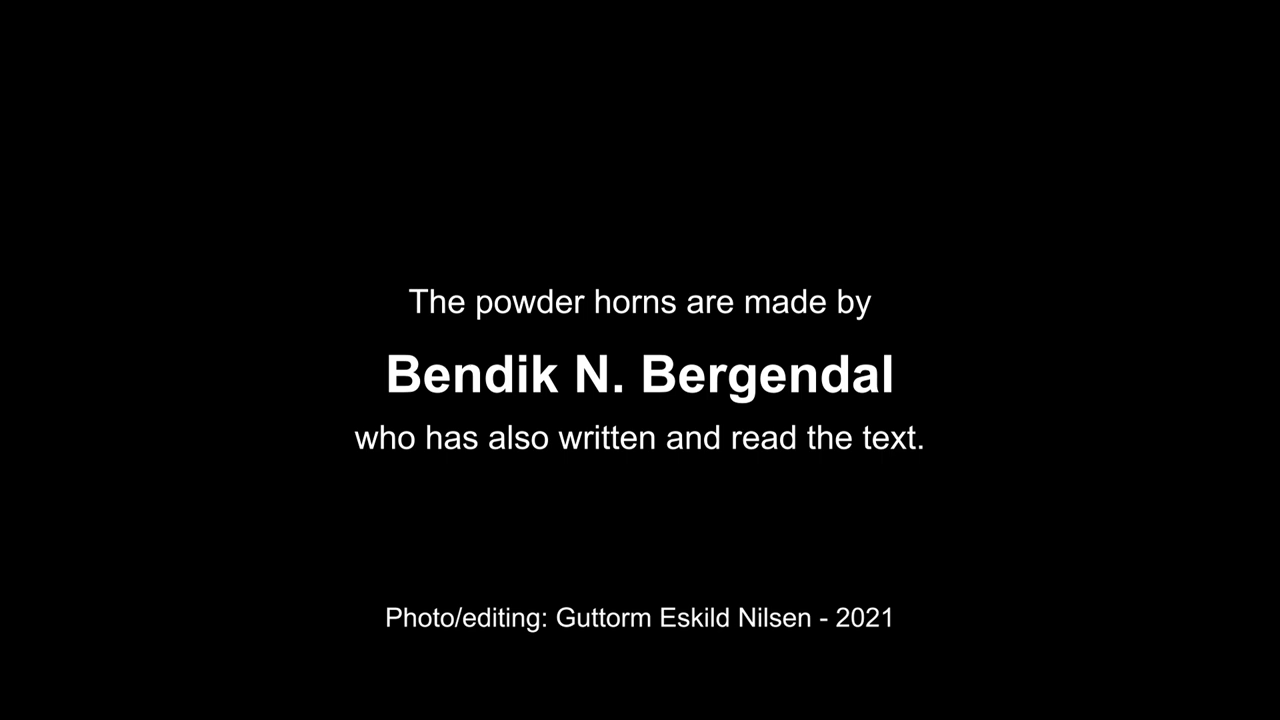 The powder horns are made by
Bendik N. Bergendal
who has also written and read the text.
Photo/editing: Guttorm Eskild Nilsen - 2021